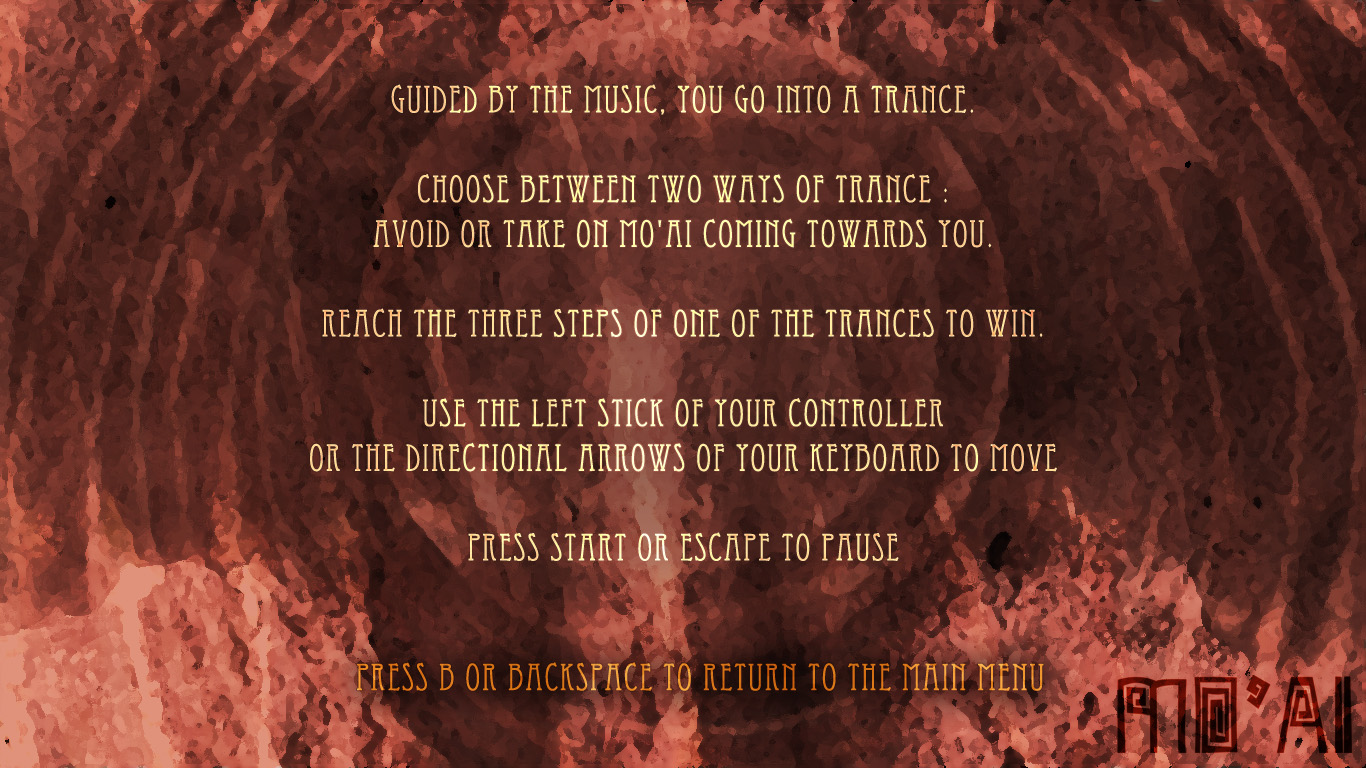 GUIDED BY THE MUSIC, YOU GO INTO A TRANCE.
CHOOSE BETWEEN TWO WAYS OF TRANCE :
AVOID OR TAKE ON MO'AI COMING TOWARDS YOU.
REACH THE THREE STEPS OF ONE OF THE TRANCES TO WIN.
USE THE LEFT STICK OF YOUR CONTROLLER
OR THE DIRECTIONAL ARROWS OF YOUR KEYBOARD TO MOVE
PRESS START OR ESCAPE TO PAUSE
PRESS B OR BACKSPACE TO RETURN TO THE MAIN MENU
MO'AI